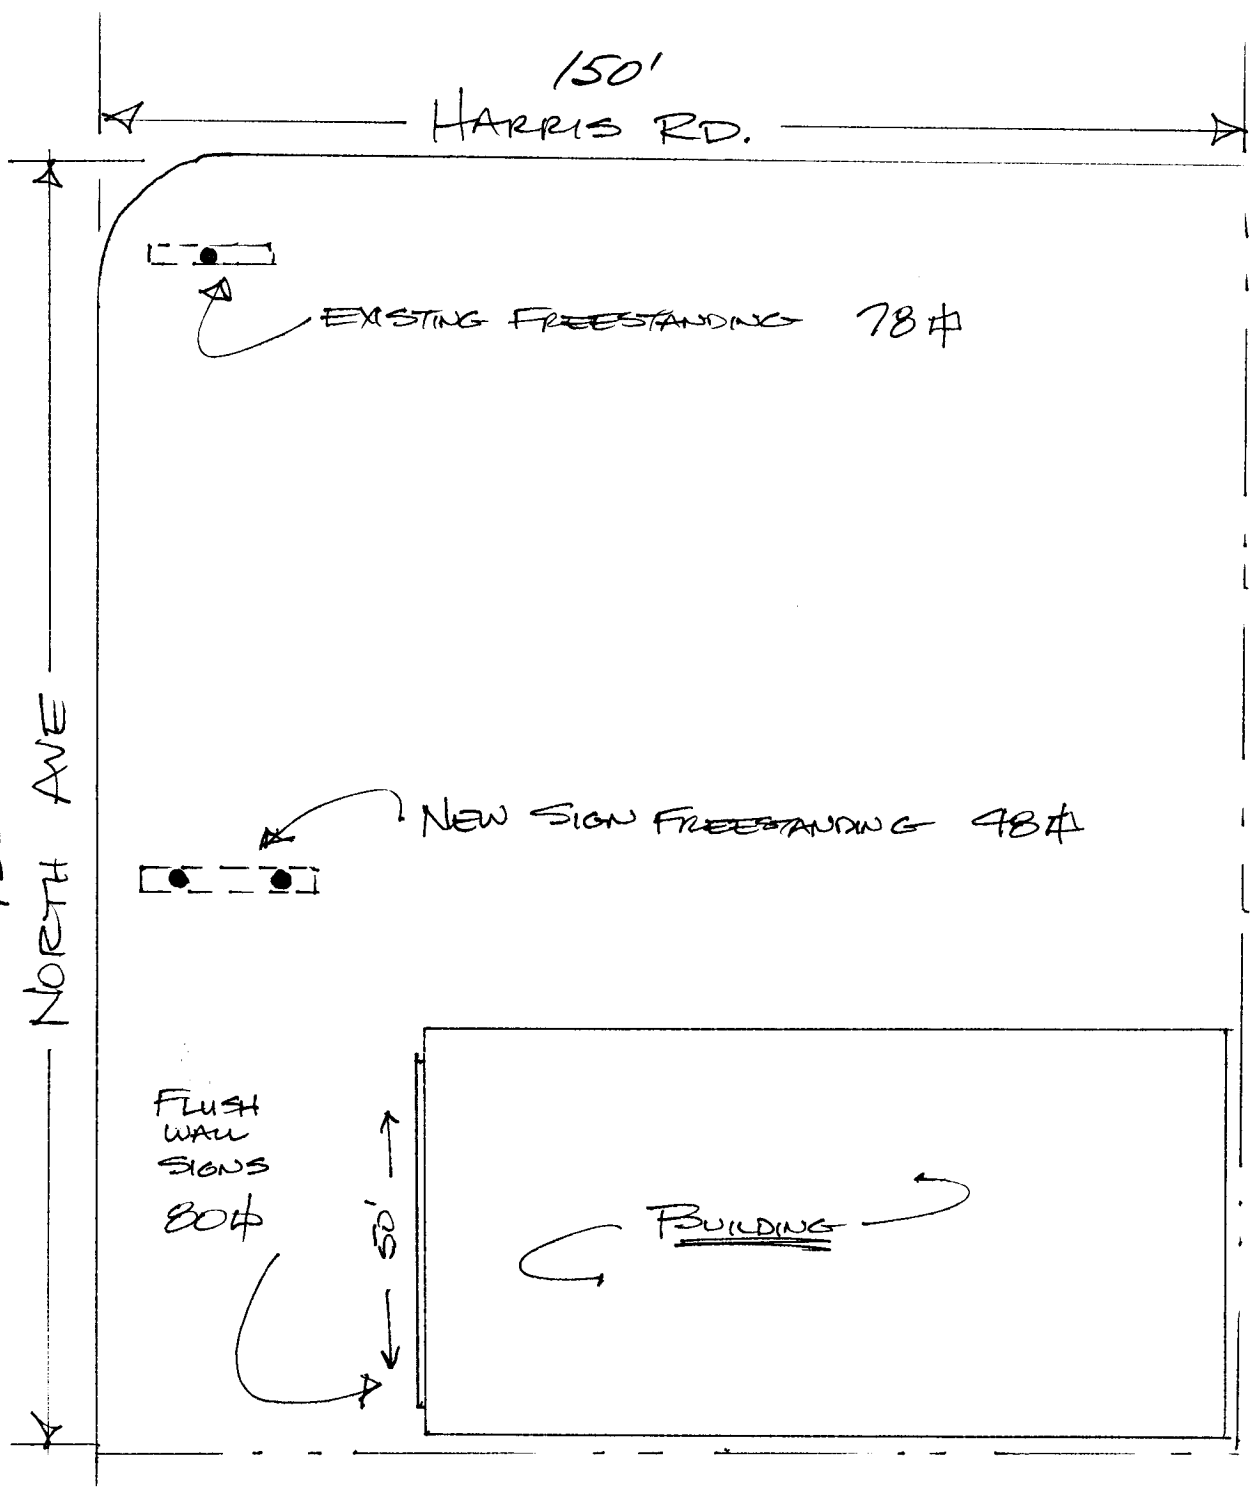 150'
HARRIS RD.
EXISTING FREESTANDING 78⏍
NORTH AVE
NEW SIGN FREESTANDING 48⏍
FLUSH
WALL
SIGNS
80⏍
50'
BUILDING